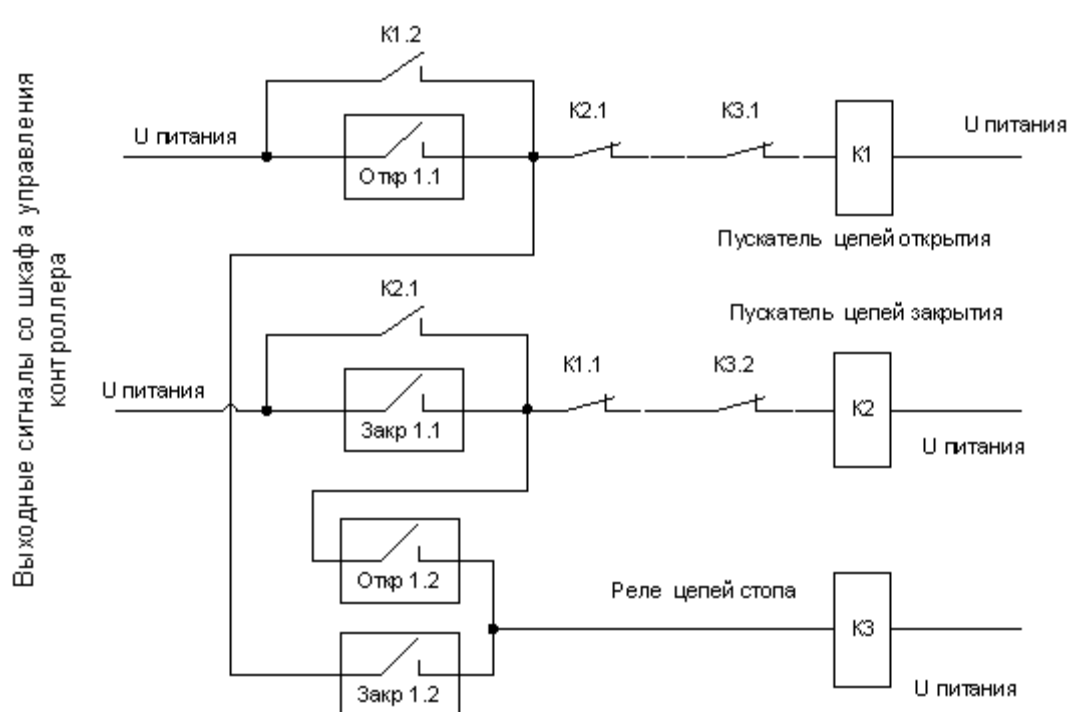 Выходные сигналы со шкафа управления
контроллера
K1.2
U питания
Откр 1.1
K2.1
K3.1
K1
U питания
Пускатель цепей открытия
K2.1
Пускатель цепей закрытия
U питания
Закр 1.1
K1.1
K3.2
K2
U питания
Откр 1.2
Реле цепей стопа
K3
Закр 1.2
U питания